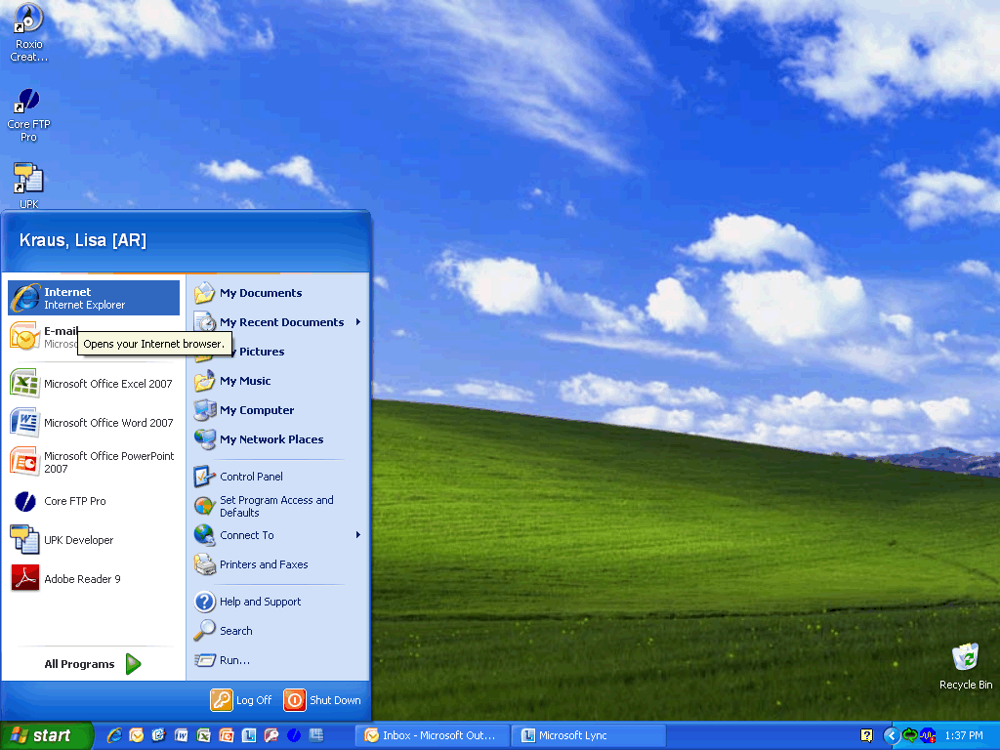 Roxio
Creat...
Core FTP
Pro
UPK
Kraus, Lisa [AR]
Internet
Internet Explorer
E-mail
Opens your Internet browser.
Microsoft Office Excel 2007
Microsoft Office Word 2007
Microsoft Office PowerPoint
2007
Core FTP Pro
UPK Developer
Adobe Reader 9
All Programs
My Documents
My Recent Documents
Pictures
My Music
My Computer
My Network Places
Control Panel
Set Program Access and
Defaults
Connect To
Printers and Faxes
Help and Support
Search
Run...
Log Off
Shut Down
Recycle Bin
start
Inbox - Microsoft Out...
Microsoft Lync
1:37 PM